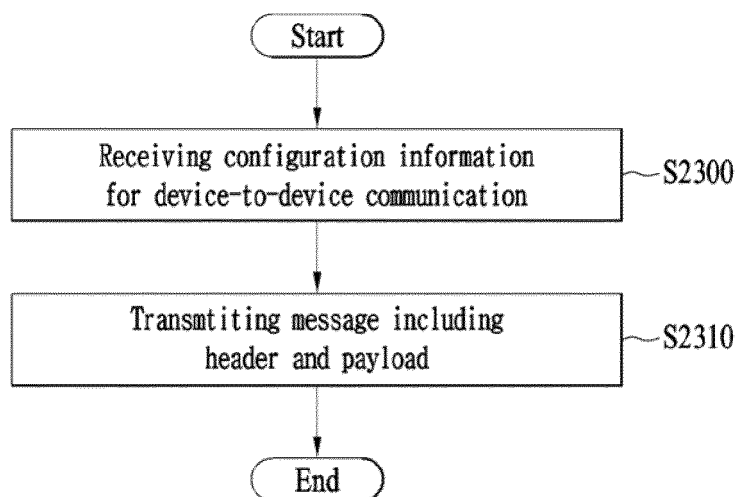 Start
Receiving configuration information
for device-to-device communication
S2300
Transmtiting message including
header and payload
S2310
End